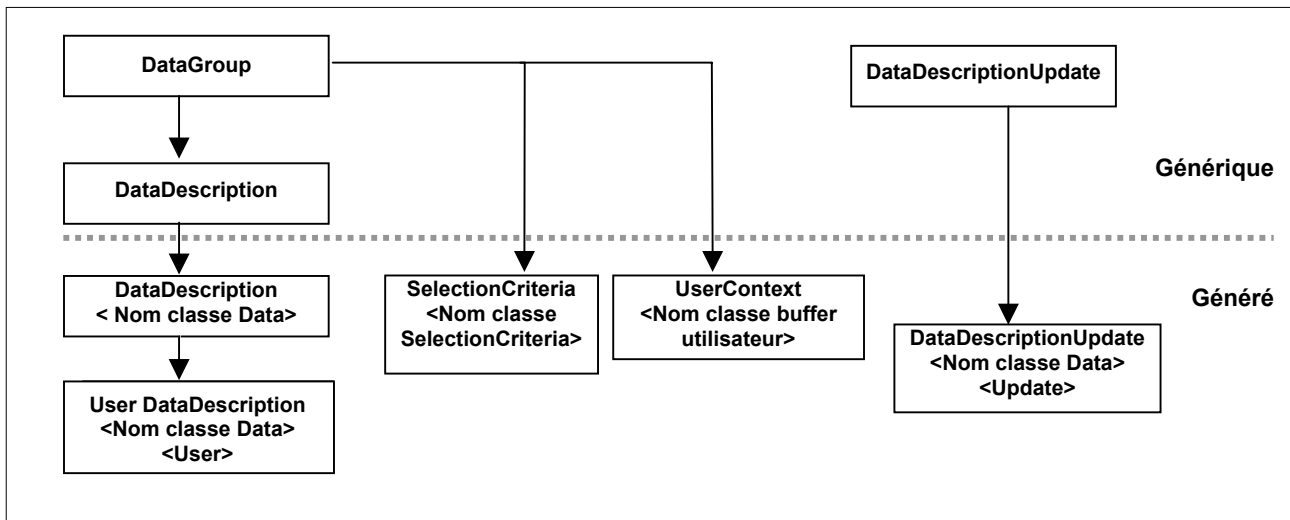 DataGroup
DataDescriptionUpdate
Générique
DataDescription
DataDescription
< Nom classe Data>
SelectionCriteria
<Nom classe
SelectionCriteria>
UserContext
<Nom classe buffer
utilisateur>
Généré
DataDescriptionUpdate
<Nom classe Data>
<Update>
User DataDescription
<Nom classe Data>
<User>